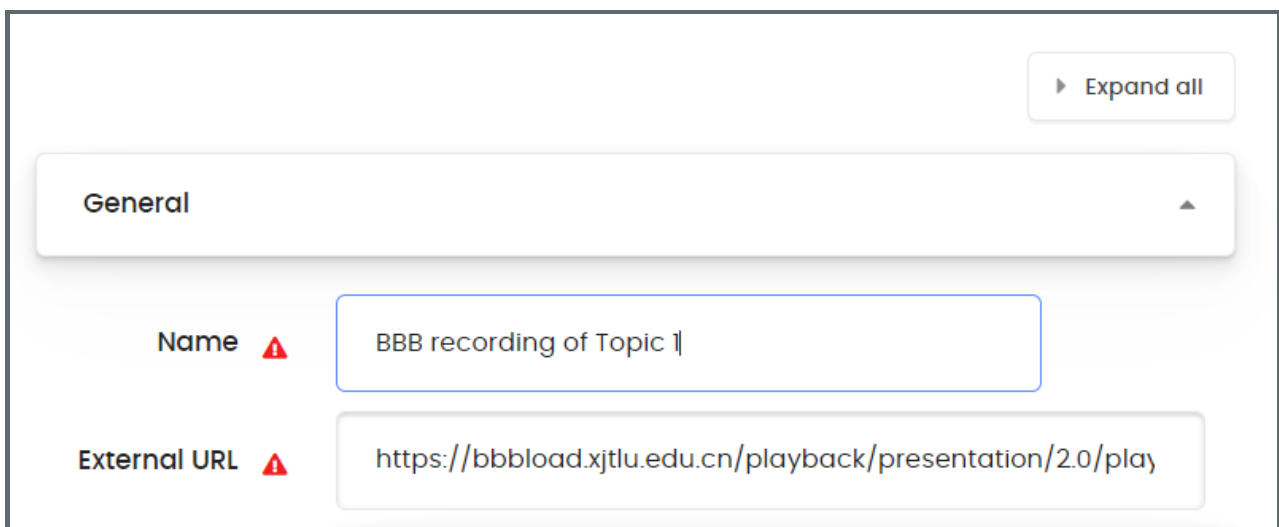 Expand all
General
Name
BBB recording of Topic 1
External URL
https://bbbload.xjtlu.edu.cn/playback/presentation/2.0/play